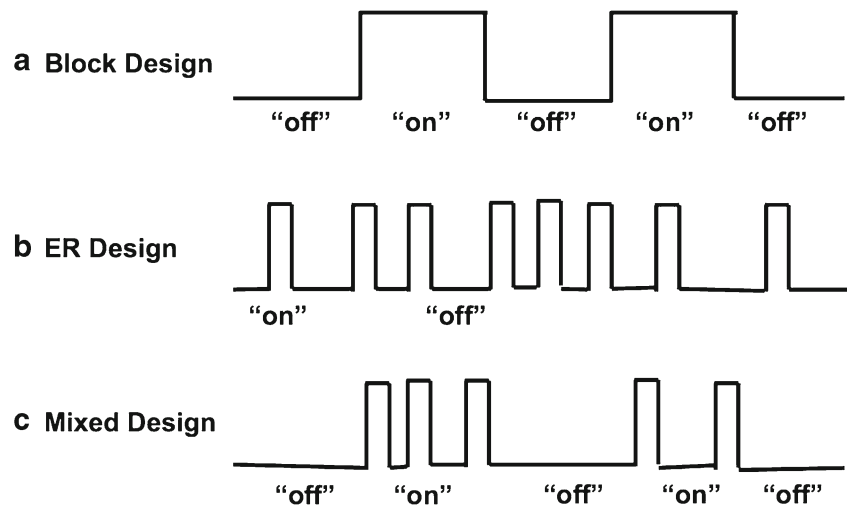 a Block Design
“off” “on” “off” “on” “off”
b ER Design
“on” “off”
c Mixed Design
“off” “on” “off” “on” “off”